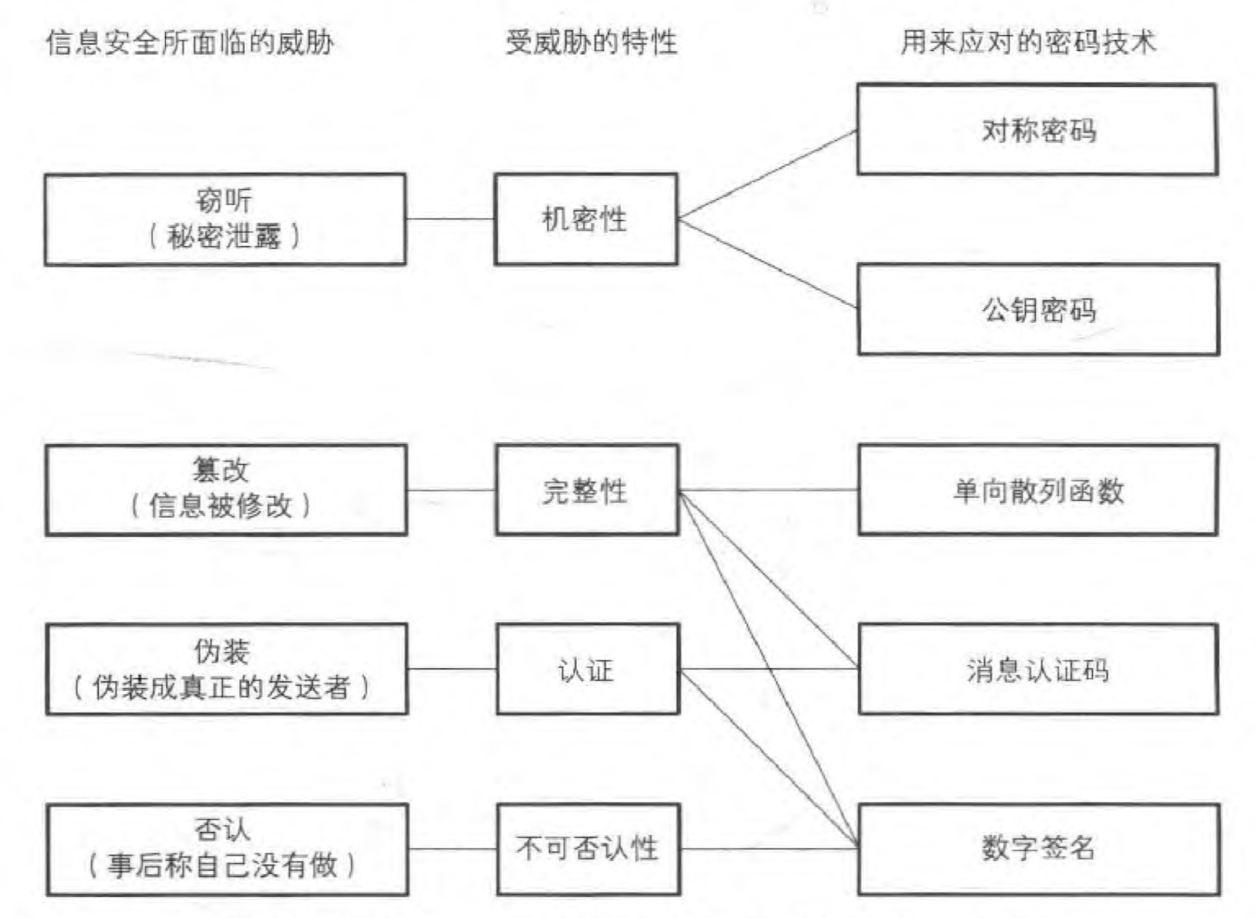 信息安全所面临的威胁
受威胁的特性
用来应对的密码技术
对称密码
窃听
(秘密泄露)
机密性
公钥密码
篡改
(信息被修改)
完整性
单向散列函数
伪装
(伪装成真正的发送者)
认证
消息认证码
否认
(事后称自己没有做)
不可否认性
数字签名